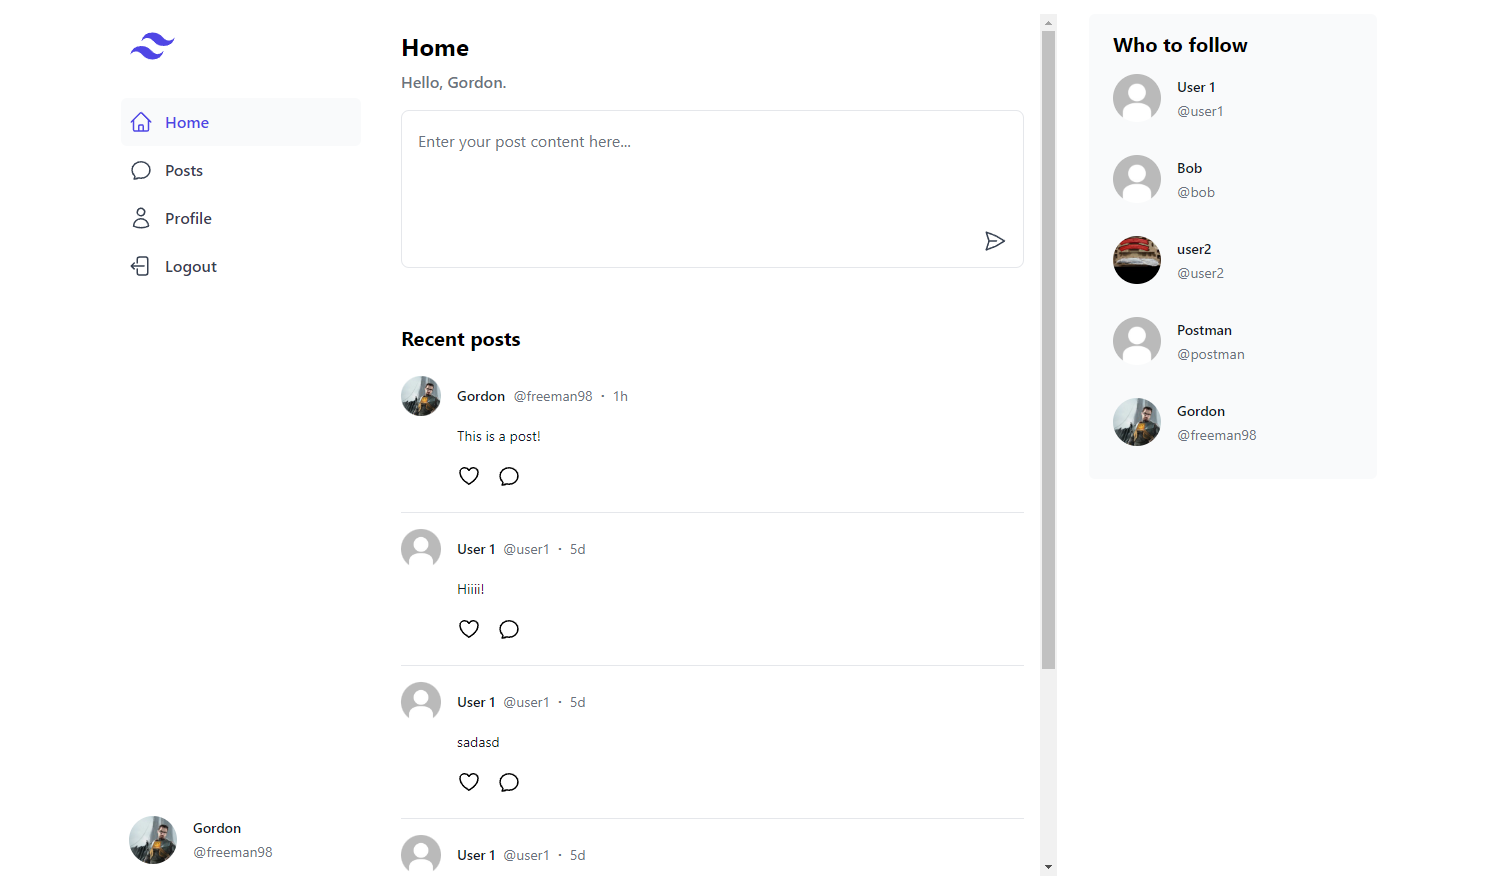 Home
Posts
Profile
Logout
Gordon
@freeman98
Home
Hello, Gordon.
Enter your post content here...
Recent posts
Gordon @freeman98 · 1h
This is a post!
User 1 @user1 · 5d
Hiiii!
User 1 @user1 · 5d
sadasd
User 1 @user1 · 5d
Who to follow
User 1
@user1
Bob
@bob
user2
@user2
Postman
@postman
Gordon
@freeman98